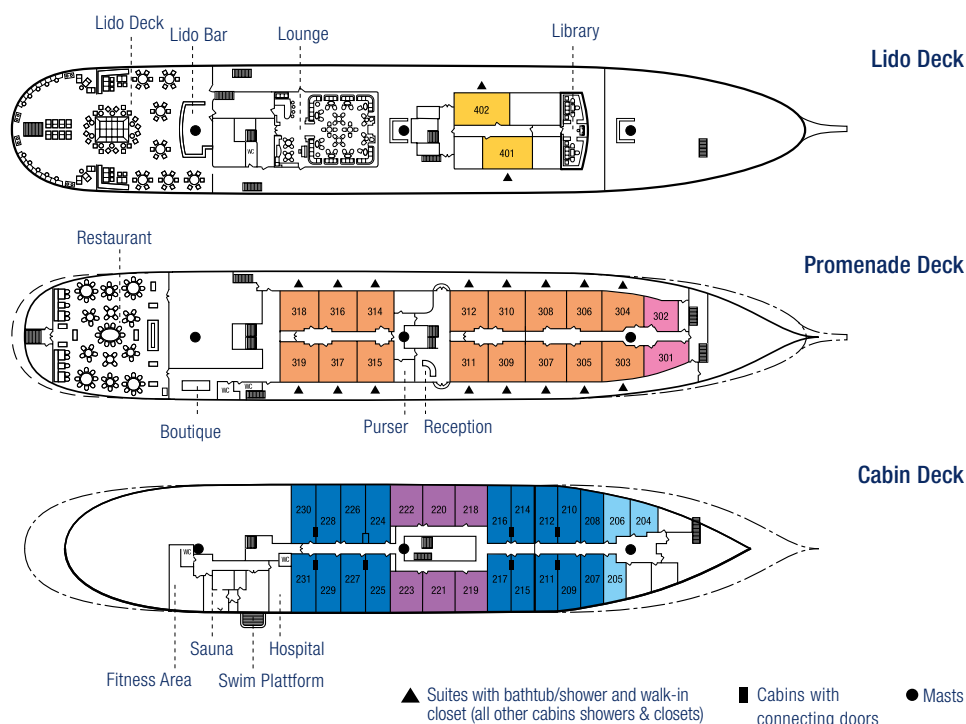 Lido Deck
Lido Bar
Lounge
Library
Lido Deck
402
WC
401
Restaurant
Promenade Deck
318 316 314 312 310 308 306 304 302
319 317 315 311 309 307 305 303 301
WC WC
Boutique
Purser
Reception
Cabin Deck
230 228 226 224 222 220 218 216 214 212 210 208 206 204
WC
WC
231 229 227 225 223 221 219 217 215 211 209 207 205
Sauna
Hospital
Fitness Area
Swim Plattform
Suites with bathtub/shower and walk-in
closet (all other cabins showers & closets)
Cabins with
connecting doors
Masts